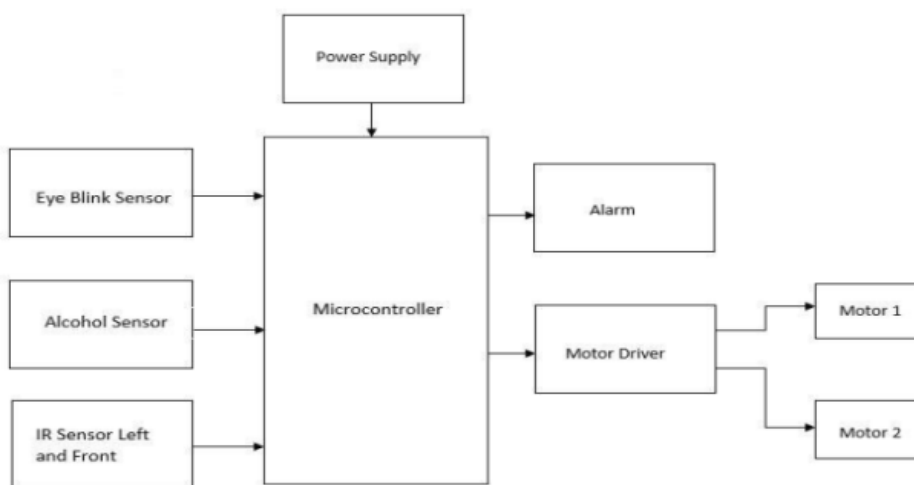 Power Supply
Eye Blink Sensor
Alarm
Alcohol Sensor
Microcontroller
Motor 1
Motor Driver
IR Sensor Left
and Front
Motor 2